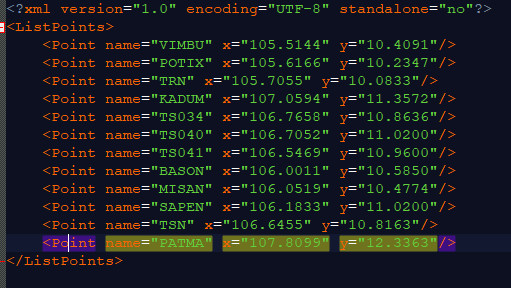 <?xml version="1.0" encoding="UTF-8" standalone="no"?>
<ListPoints>
<Point name="VIMBU" x="105.5144" y="10.4091"/>
<Point name="POTIX" x="105.6166" y="10.2347"/>
<Point name="TRN" x="105.7055" y="10.0833"/>
<Point name="KADUM" x="107.0594" y="11.3572"/>
<Point name="TS034" x="106.7658" y="10.8636"/>
<Point name="TS040" x="106.7052" y="11.0200"/>
<Point name="TS041" x="106.5469" y="10.9600"/>
<Point name="BASON" x="106.0011" y="10.5850"/>
<Point name="MISAN" x="106.0519" y="10.4774"/>
<Point name="SAPEN" x="106.1833" y="11.0200"/>
<Point name="TSN" x="106.6455" y="10.8163"/>
<Point name="PATMA" x="107.8099" y="12.3363"/>
</ListPoints>